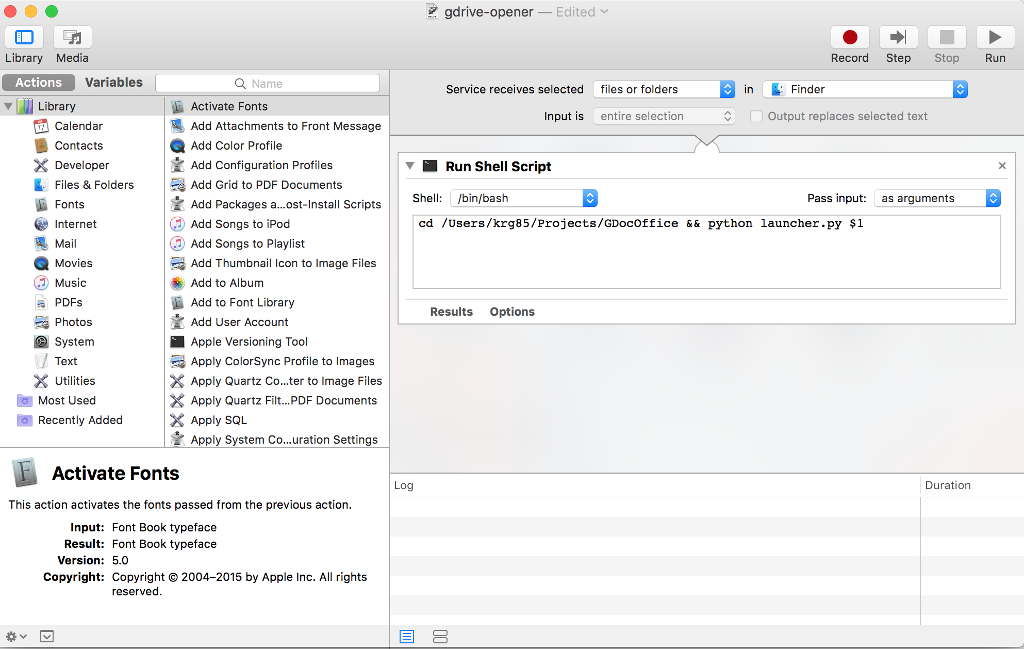 gdrive-opener — Edited
Library
Media
Record
Step
Stop
Run
Actions
Variables
Name
Library
Calendar
Contacts
Developer
Files & Folders
Fonts
Internet
Mail
Movies
Music
PDFs
Photos
System
Text
Utilities
Most Used
Recently Added
Activate Fonts
Add Attachments to Front Message
Add Color Profile
Add Configuration Profiles
Add Grid to PDF Documents
Add Packages a...ost-Install Scripts
Add Songs to iPod
Add Songs to Playlist
Add Thumbnail Icon to Image Files
Add to Album
Add to Font Library
Add User Account
Apple Versioning Tool
Apply ColorSync Profile to Images
Apply Quartz Co...ter to Image Files
Apply Quartz Filt...PDF Documents
Apply SQL
Apply System Co...uration Settings
Activate Fonts
This action activates the fonts passed from the previous action.
Input: Font Book typeface
Result: Font Book typeface
Version: 5.0
Copyright: Copyright © 2004–2015 by Apple Inc. All rights
reserved.
Service receives selected files or folders in Finder
Input is entire selection Output replaces selected text
Run Shell Script
Shell: /bin/bash Pass input: as arguments
cd /Users/krg85/Projects/GDocOffice && python launcher.py $1
Results Options
Log Duration